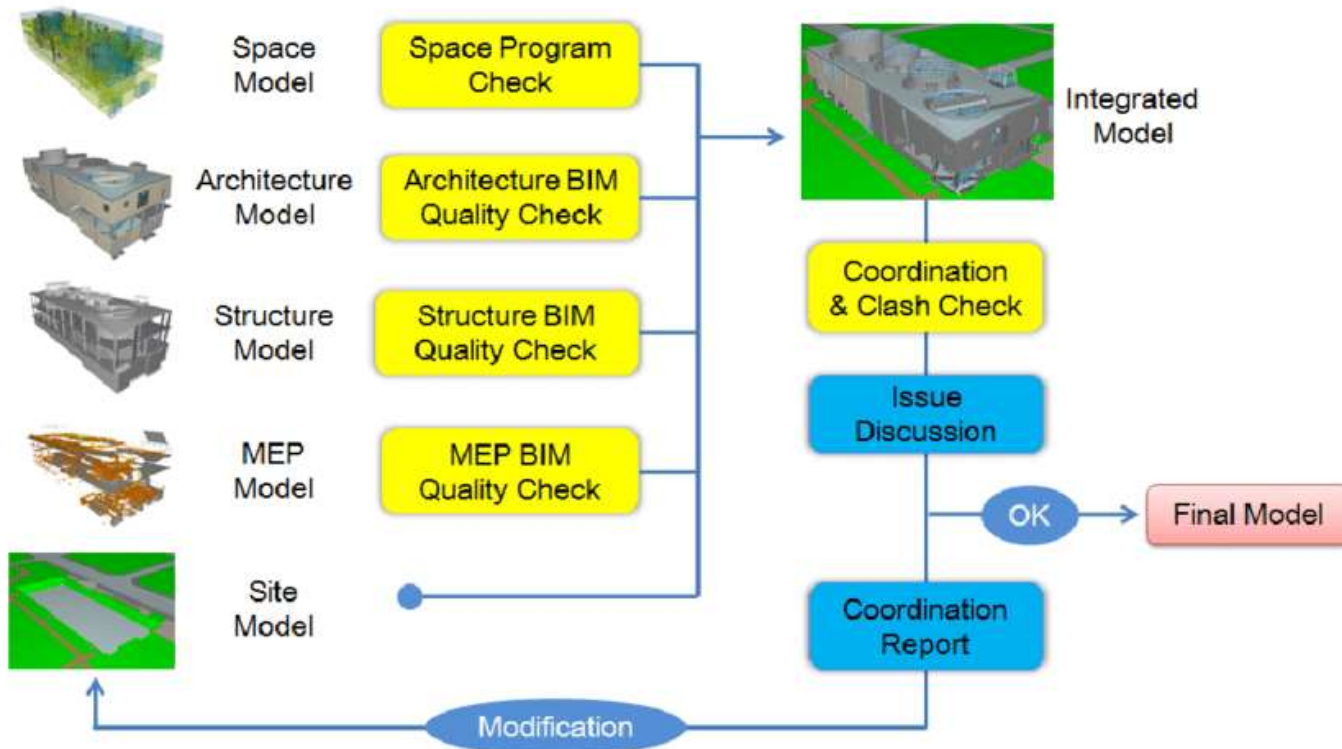 Space
Model
Space Program
Check
Integrated
Model
Architecture
Model
Architecture BIM
Quality Check
Coordination
& Clash Check
Structure
Model
Structure BIM
Quality Check
Issue
Discussion
MEP
Model
MEP BIM
Quality Check
OK
Final Model
Site
Model
Coordination
Report
Modification